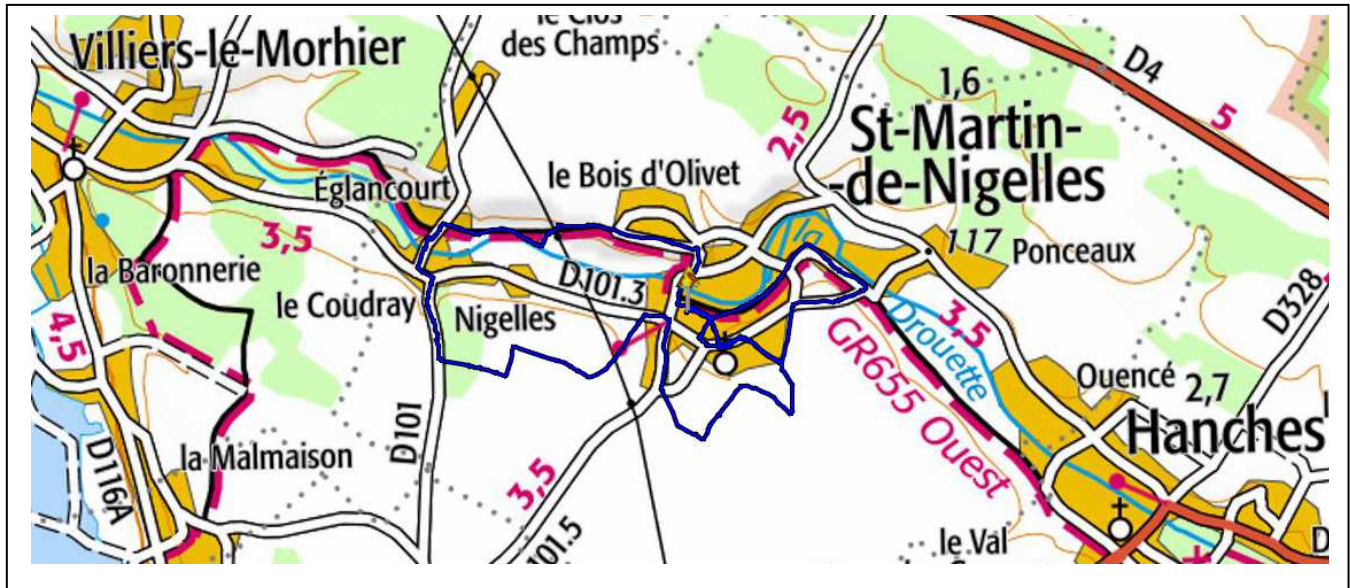 le Clos
des Champs
Villiers-le-Morhier
D4
5
1,6
2,5
St-Martin-
-de-Nigelles
le Bois d'Olivet
Églancourt
la
117
Ponceaux
3,5
la Baronnerie
D101.3
D328
le Coudray
Nigelles
3,5
Drouette
4,5
GR655 Ouest
Ouencé
2,7
D101
Hanches
la Malmaison
D116A
3,5
101.5
le Val
D